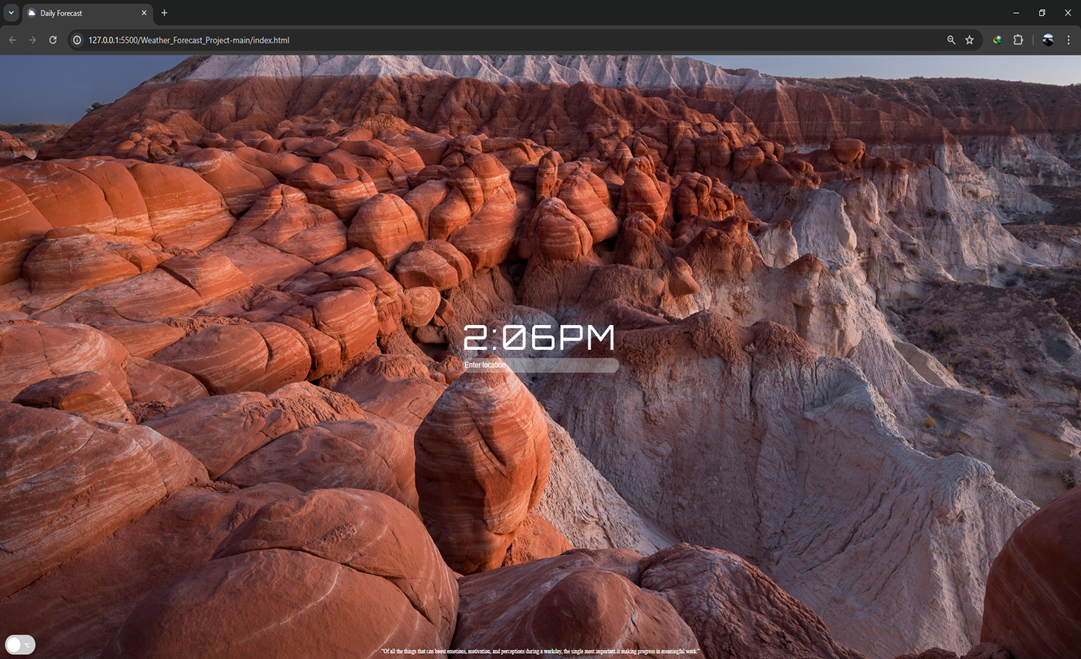 Daily Forecast
127.0.0.1:5500/Weather_Forecast_Project-main/index.html
2:06PM
Enter location
"Of all the things that can boost emotions, motivation, and perceptions during a workday, the single most important is making progress in meaningful work."